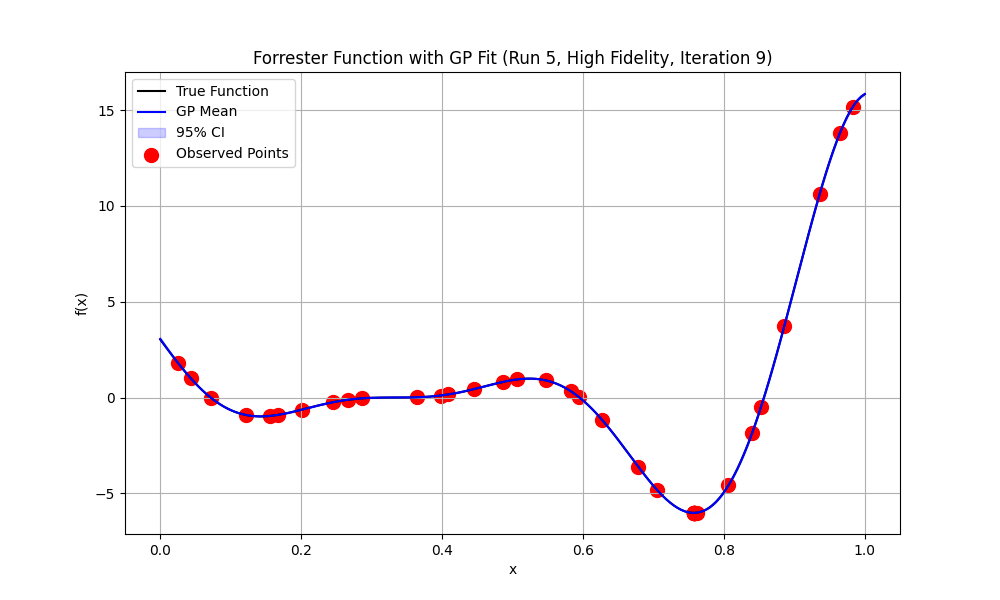 Forrester Function with GP Fit (Run 5, High Fidelity, Iteration 9)
True Function
GP Mean
95% CI
Observed Points
f(x)
15
10
5
0
−5
0.0 0.2 0.4 0.6 0.8 1.0
x